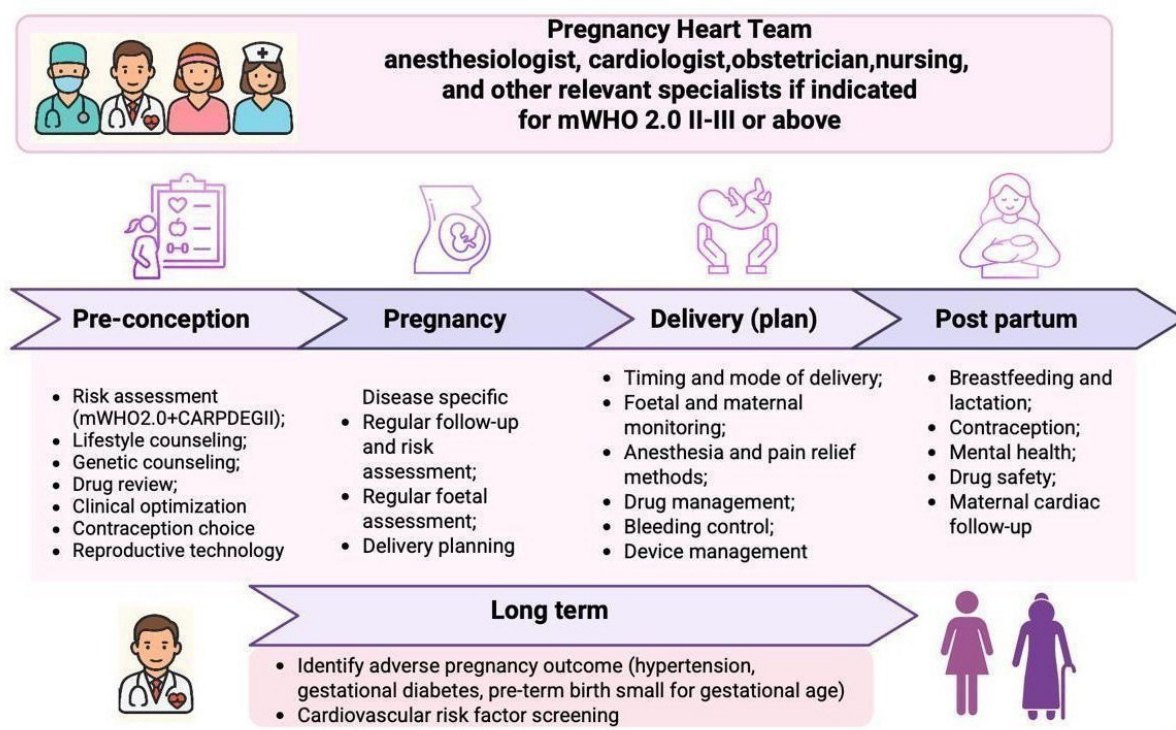 Pregnancy Heart Team
anesthesiologist, cardiologist,obstetrician,nursing,
and other relevant specialists if indicated
for mWHO 2.0 II-III or above
Pre-conception
• Risk assessment
(mWHO2.0+CARPDEGII);
• Lifestyle counseling;
• Genetic counseling;
• Drug review;
• Clinical optimization
• Contraception choice
• Reproductive technology
Pregnancy
Disease specific
• Regular follow-up
and risk
assessment;
• Regular foetal
assessment;
• Delivery planning
Delivery (plan)
• Timing and mode of delivery;
• Foetal and maternal
monitoring;
• Anesthesia and pain relief
methods;
• Drug management;
• Bleeding control;
• Device management
Post partum
• Breastfeeding and
lactation;
• Contraception;
• Mental health;
• Drug safety;
• Maternal cardiac
follow-up
Long term
• Identify adverse pregnancy outcome (hypertension,
gestational diabetes, pre-term birth small for gestational age)
• Cardiovascular risk factor screening